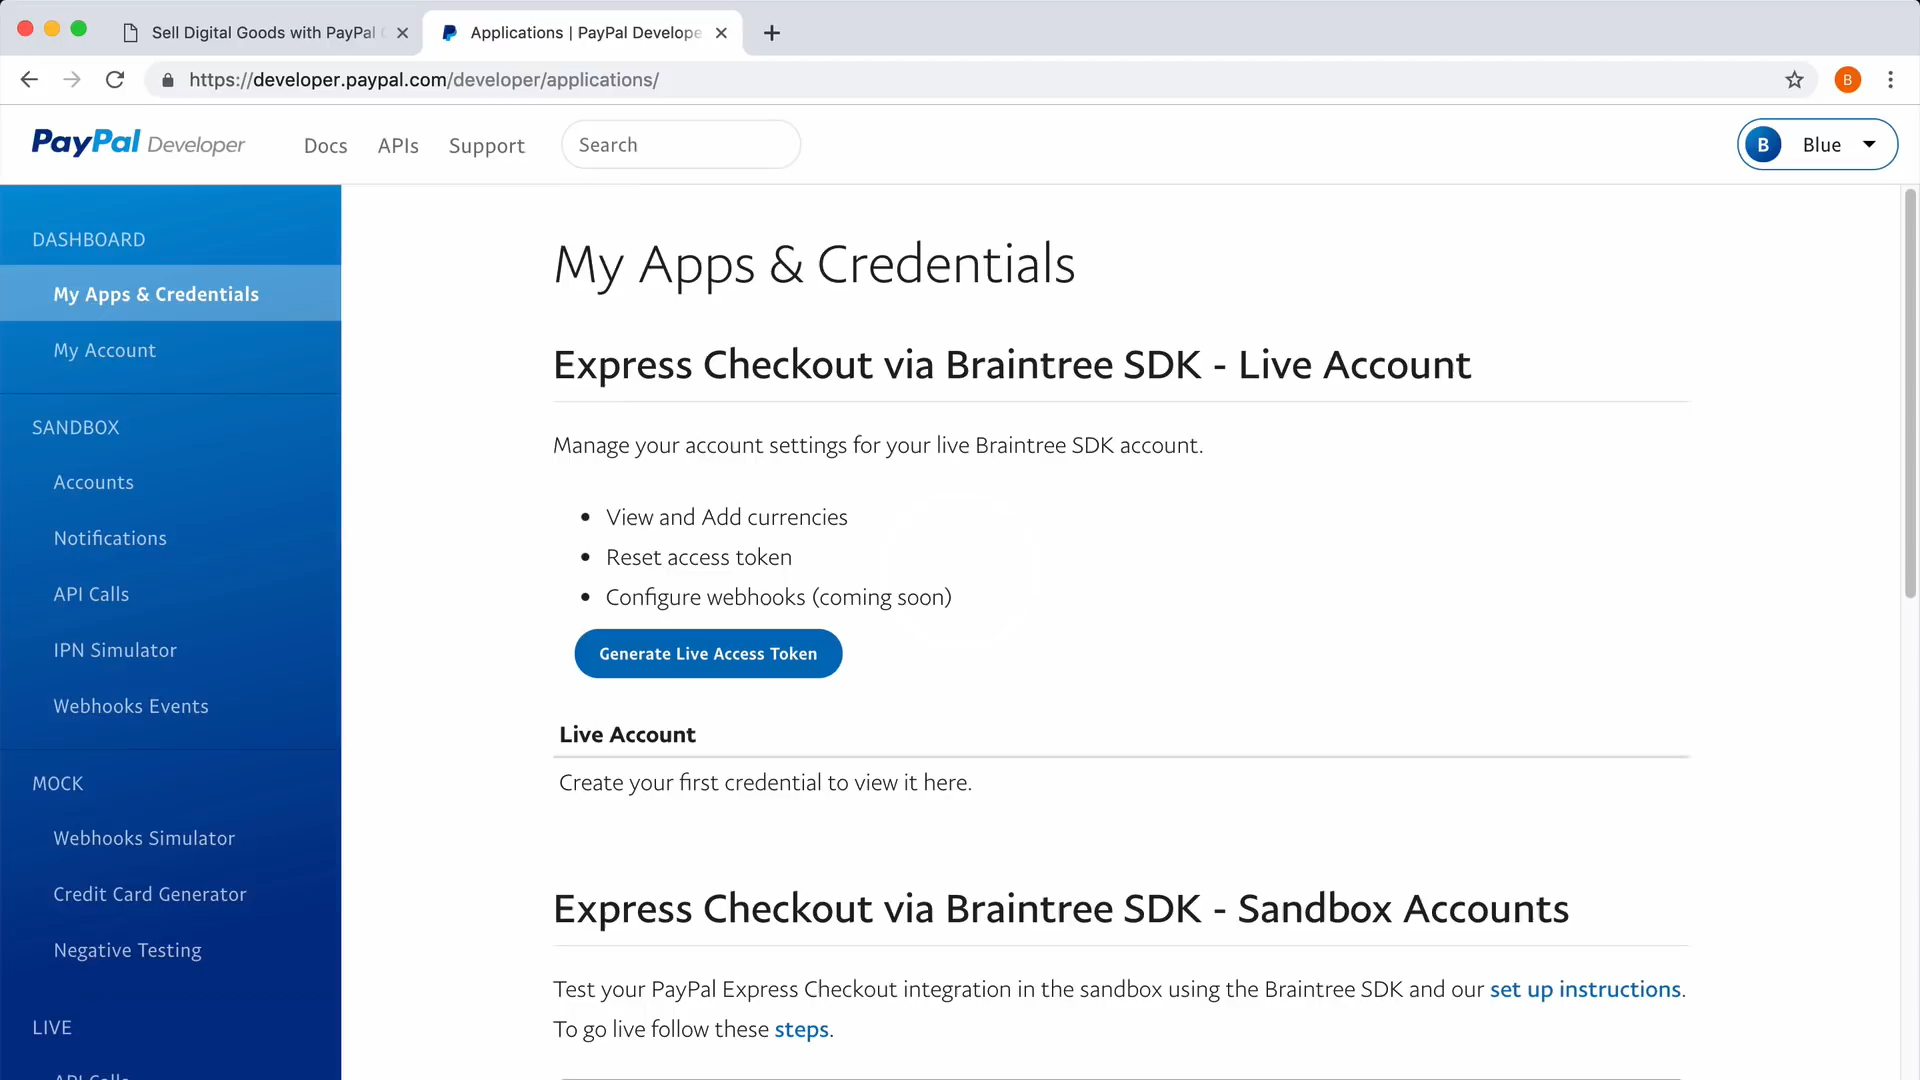 Sell Digital Goods with PayPal
Applications | PayPal Develope
https://developer.paypal.com/developer/applications/
B
PayPal Developer
Docs
APIs
Support
Search
B
Blue
DASHBOARD
My Apps & Credentials
My Account
SANDBOX
Accounts
Notifications
API Calls
IPN Simulator
Webhooks Events
MOCK
Webhooks Simulator
Credit Card Generator
Negative Testing
LIVE
API Calls
My Apps & Credentials
Express Checkout via Braintree SDK - Live Account
Manage your account settings for your live Braintree SDK account.
View and Add currencies
Reset access token
Configure webhooks (coming soon)
Generate Live Access Token
Live Account
Create your first credential to view it here.
Express Checkout via Braintree SDK - Sandbox Accounts
Test your PayPal Express Checkout integration in the sandbox using the Braintree SDK and our set up instructions.
To go live follow these steps.